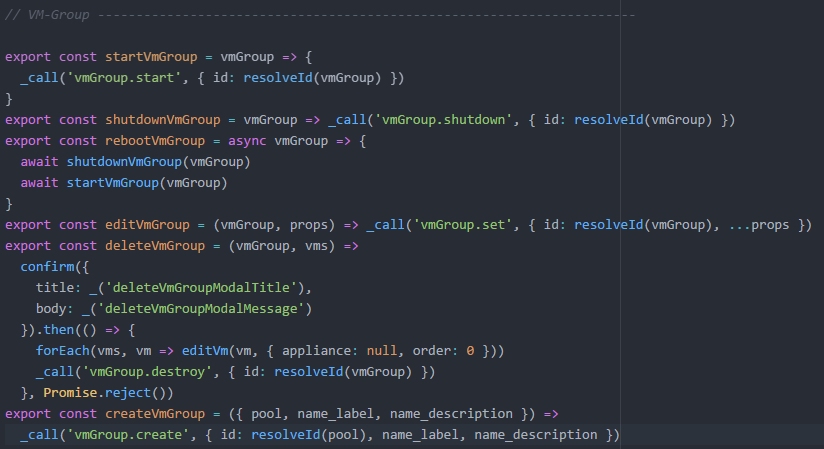 // VM-Group ----------------------------------------------------------------------

export const startVmGroup = vmGroup => {
  _call('vmGroup.start', { id: resolveId(vmGroup) })
}
export const shutdownVmGroup = vmGroup => _call('vmGroup.shutdown', { id: resolveId(vmGroup) })
export const rebootVmGroup = async vmGroup => {
  await shutdownVmGroup(vmGroup)
  await startVmGroup(vmGroup)
}
export const editVmGroup = (vmGroup, props) => _call('vmGroup.set', { id: resolveId(vmGroup), ...props })
export const deleteVmGroup = (vmGroup, vms) =>
  confirm({
    title: _('deleteVmGroupModalTitle'),
    body: _('deleteVmGroupModalMessage')
  }).then(() => {
    forEach(vms, vm => editVm(vm, { appliance: null, order: 0 }))
    _call('vmGroup.destroy', { id: resolveId(vmGroup) })
  }, Promise.reject())
export const createVmGroup = ({ pool, name_label, name_description }) =>
  _call('vmGroup.create', { id: resolveId(pool), name_label, name_description })